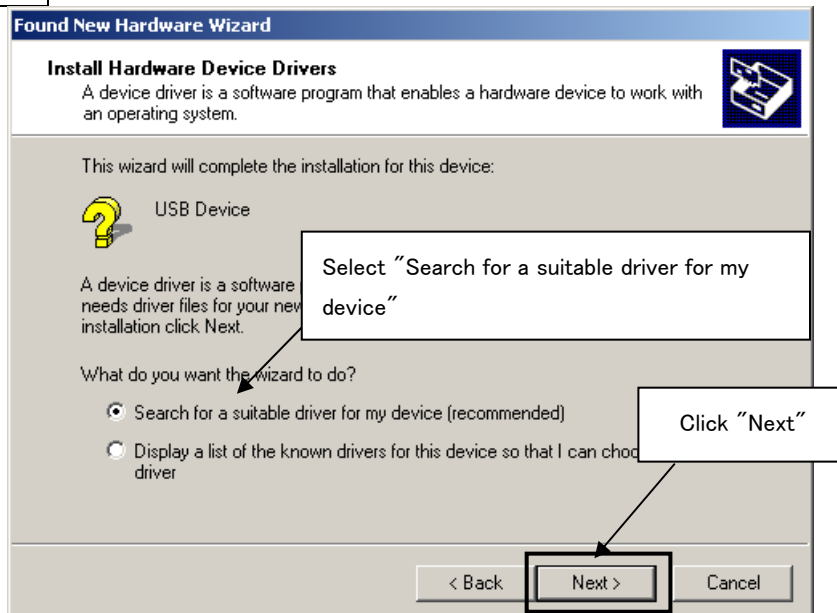 Found New Hardware Wizard
Install Hardware Device Drivers
A device driver is a software program that enables a hardware device to work with
an operating system.
This wizard will complete the installation for this device:
USB Device
Select "Search for a suitable driver for my
device"
A device driver is a software
needs driver files for your new
installation click Next.
What do you want the wizard to do?
Search for a suitable driver for my device (recommended)
Click "Next"
Display a list of the known drivers for this device so that I can
driver
< Back
Next >
Cancel